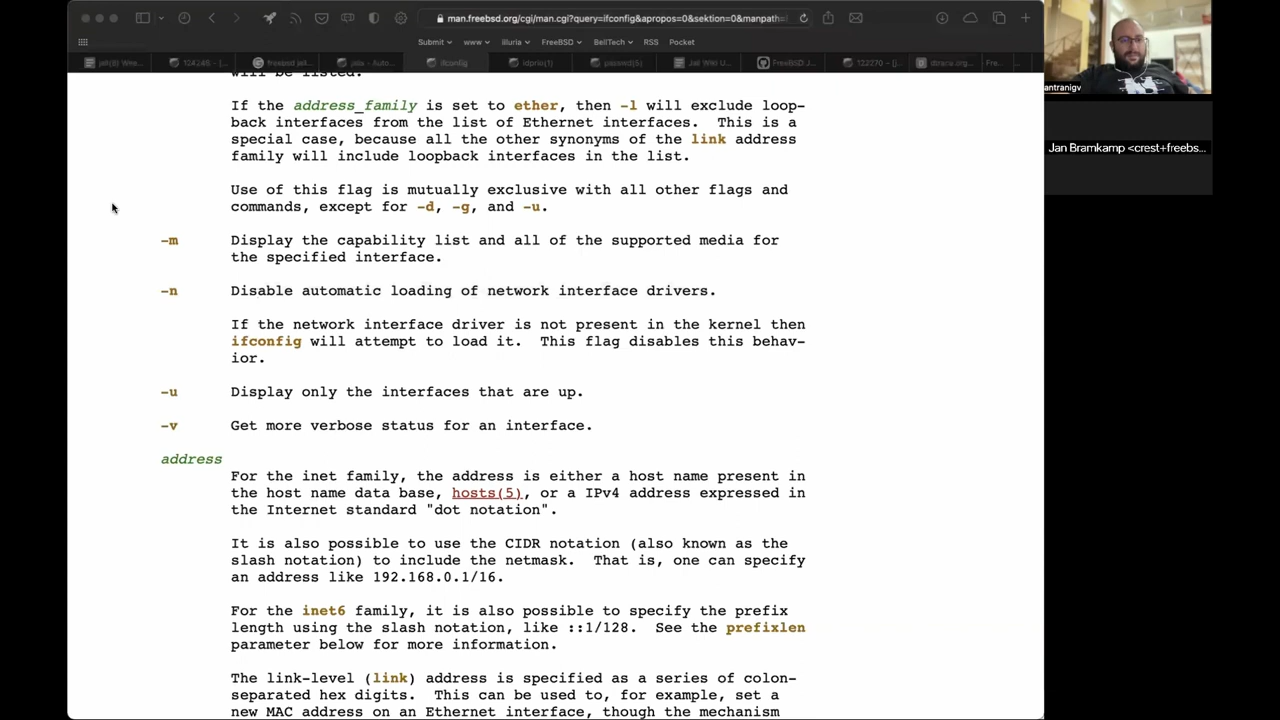 man.freebsd.org/cgi/man.cgi?query=ifconfig&apropos=0&sektion=0&manpath=
Submit www illuria FreeBSD BellTech RSS Pocket
ifconfig idprio(1) passwd(5) Jail Wiki U... FreeBSD J... Fre...
will be listed.
If the address_family is set to ether, then -l will exclude loop-
back interfaces from the list of Ethernet interfaces. This is a
special case, because all the other synonyms of the link address
family will include loopback interfaces in the list.
Use of this flag is mutually exclusive with all other flags and
commands, except for -d, -g, and -u.
-m Display the capability list and all of the supported media for
the specified interface.
-n Disable automatic loading of network interface drivers.
If the network interface driver is not present in the kernel then
ifconfig will attempt to load it. This flag disables this behav-
ior.
-u Display only the interfaces that are up.
-v Get more verbose status for an interface.
address
For the inet family, the address is either a host name present in
the host name data base, hosts(5), or a IPv4 address expressed in
the Internet standard "dot notation".
It is also possible to use the CIDR notation (also known as the
slash notation) to include the netmask. That is, one can specify
an address like 192.168.0.1/16.
For the inet6 family, it is also possible to specify the prefix
length using the slash notation, like ::1/128. See the prefixlen
parameter below for more information.
The link-level (link) address is specified as a series of colon-
separated hex digits. This can be used to, for example, set a
new MAC address on an Ethernet interface, though the mechanism
antranigv
Jan Bramkamp <crest+freebs...